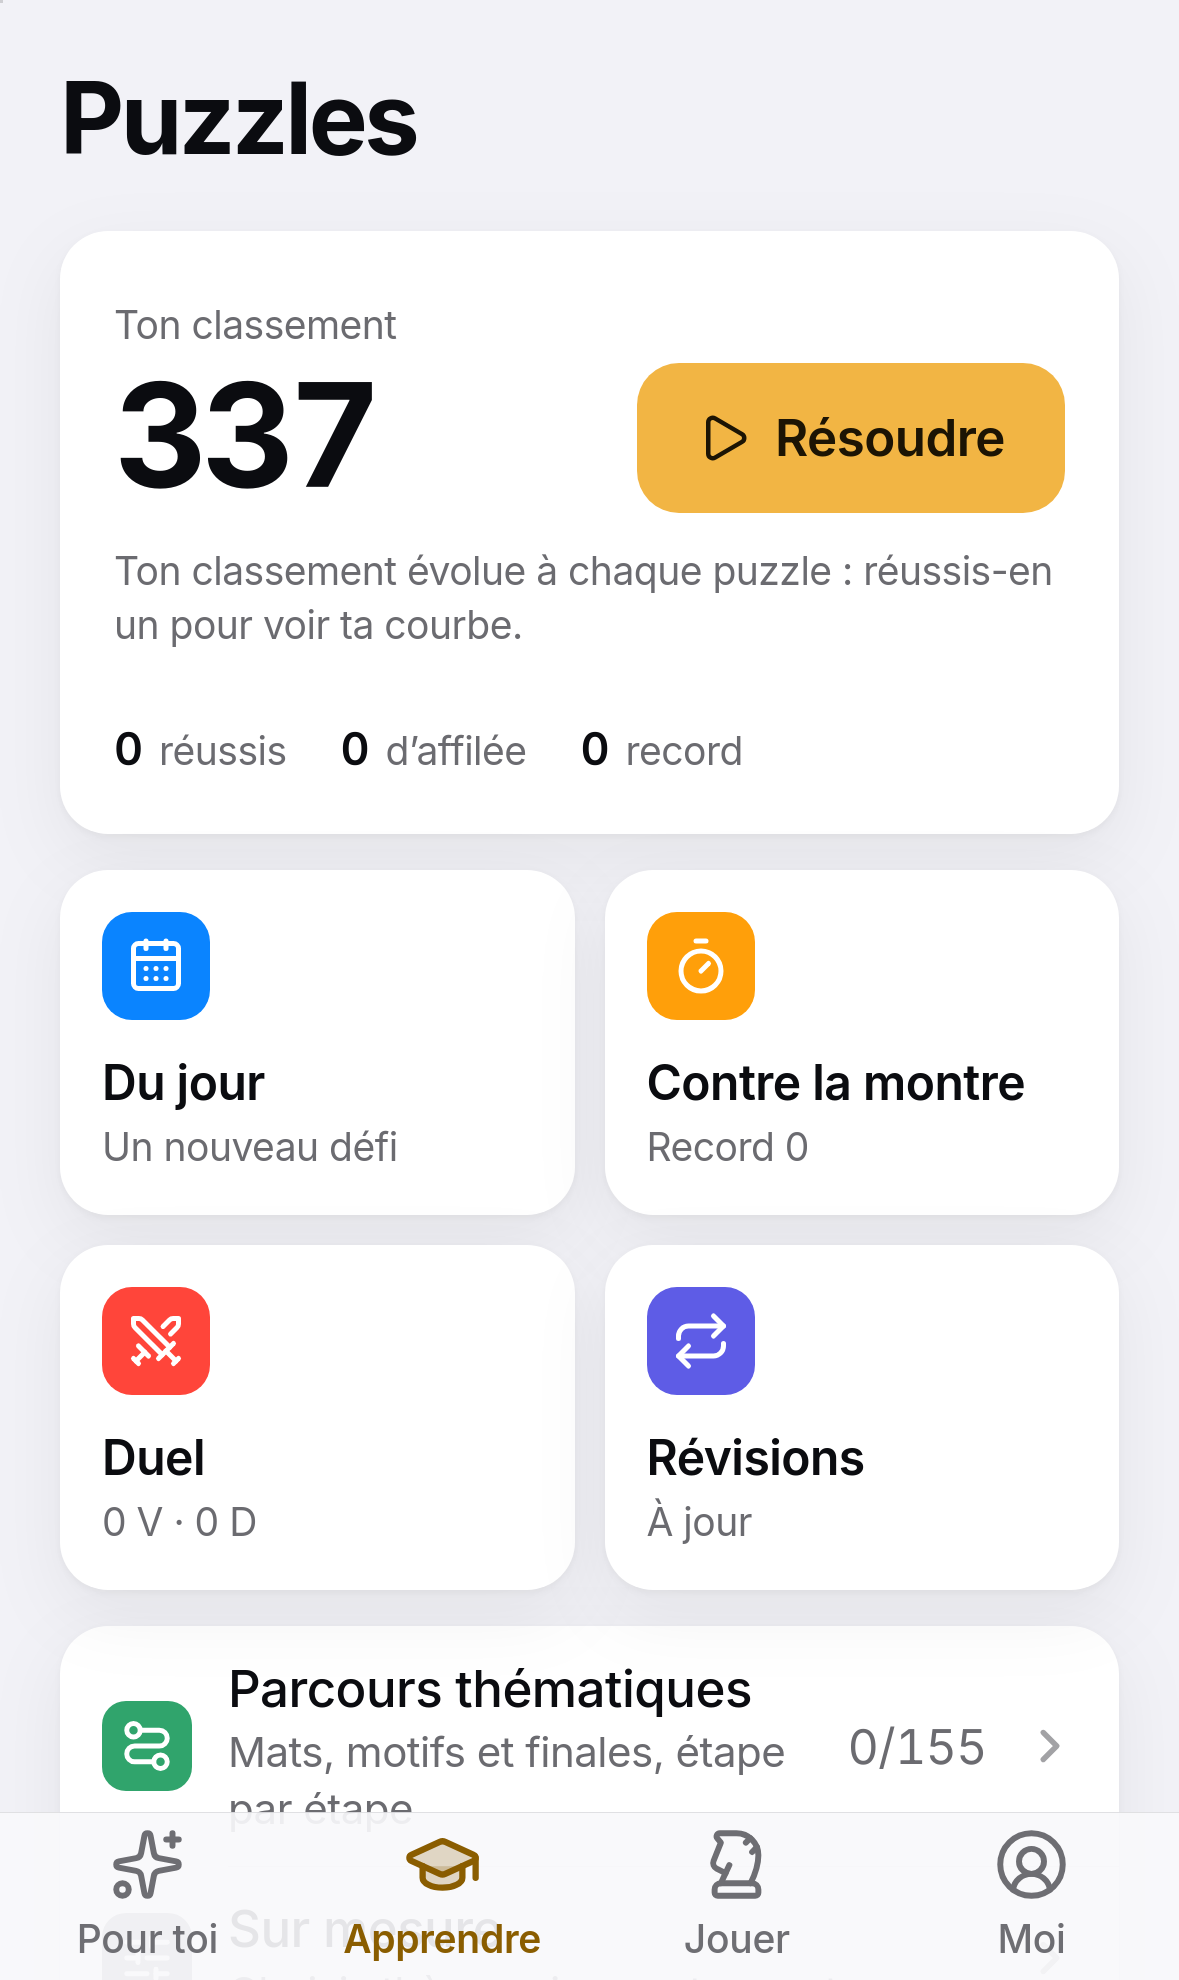 Puzzles
Ton classement
337
Résoudre
Ton classement évolue à chaque puzzle : réussis-en
un pour voir ta courbe.
0 réussis 0 d’affilée 0 record
Du jour
Un nouveau défi
Contre la montre
Record 0
Duel
0 V · 0 D
Révisions
À jour
Parcours thématiques
Mats, motifs et finales, étape
par étape
0/155
Sur mesure
Pour toi
Apprendre
Jouer
Moi